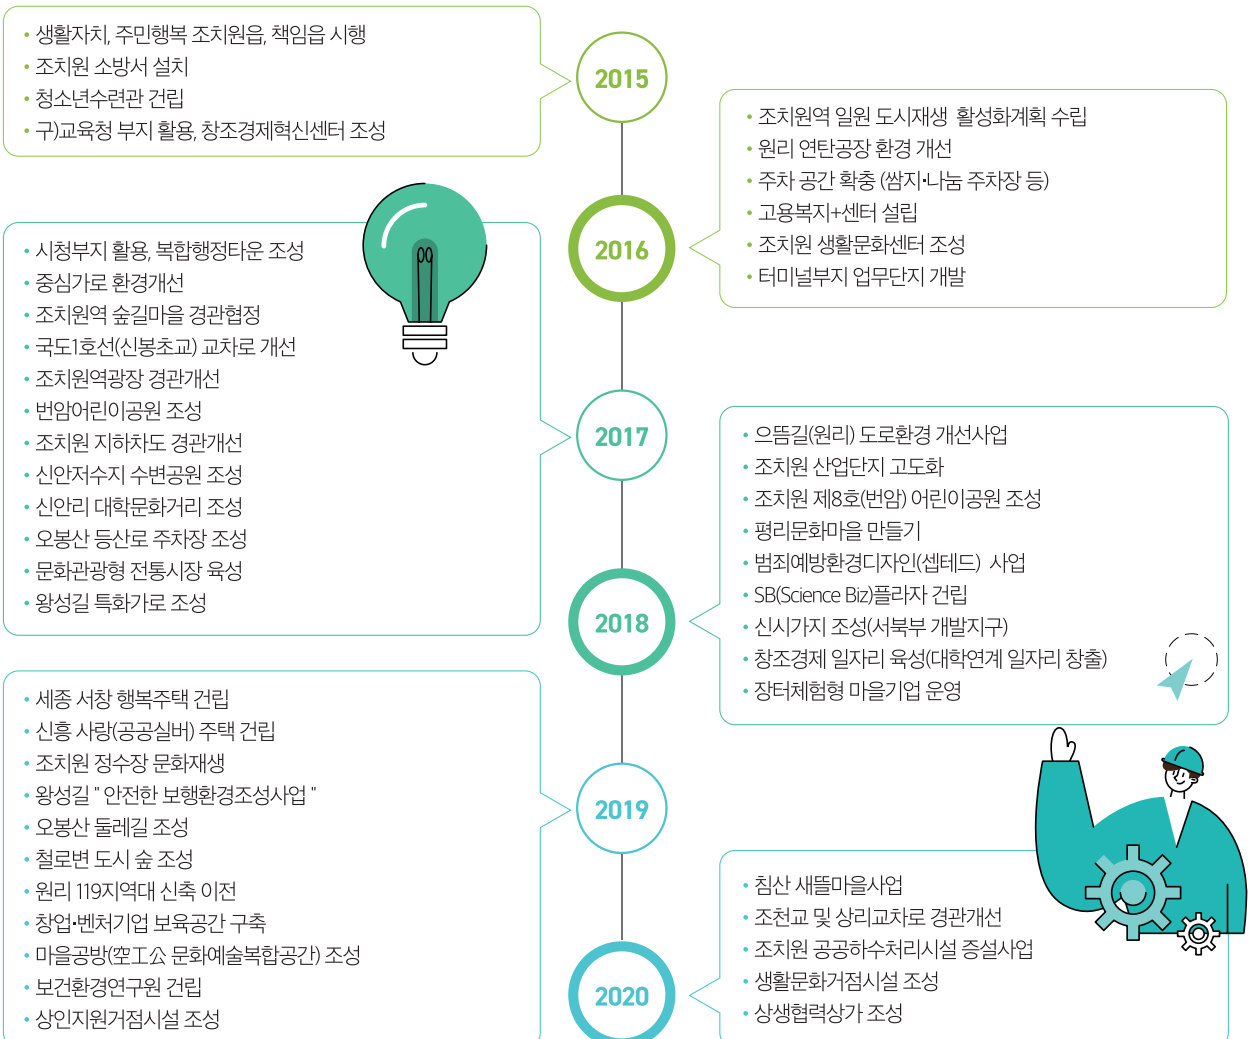 2015
• 생활자치, 주민행복 조치원읍, 책임읍 시행
• 조치원 소방서 설치
• 청소년수련관 건립
• 구)교육청 부지 활용, 창조경제혁신센터 조성
2016
• 조치원역 일원 도시재생 활성화계획 수립
• 원리 연탄공장 환경 개선
• 주차 공간 확충 (쌈지·나눔 주차장 등)
• 고용복지+센터 설립
• 조치원 생활문화센터 조성
• 터미널부지 업무단지 개발
2017
• 시청부지 활용, 복합행정타운 조성
• 중심가로 환경개선
• 조치원역 숲길마을 경관협정
• 국도1호선(신봉초교) 교차로 개선
• 조치원역광장 경관개선
• 번암어린이공원 조성
• 조치원 지하차도 경관개선
• 신안저수지 수변공원 조성
• 신안리 대학문화거리 조성
• 오봉산 등산로 주차장 조성
• 문화관광형 전통시장 육성
• 왕성길 특화가로 조성
2018
• 으뜸길(원리) 도로환경 개선사업
• 조치원 산업단지 고도화
• 조치원 제8호(번암) 어린이공원 조성
• 평리문화마을 만들기
• 범죄예방환경디자인(셉테드) 사업
• SB(Science Biz)플라자 건립
• 신시가지 조성(서북부 개발지구)
• 창조경제 일자리 육성(대학연계 일자리 창출)
• 장터체험형 마을기업 운영
2019
• 세종 서창 행복주택 건립
• 신흥 사랑(공공실버) 주택 건립
• 조치원 정수장 문화재생
• 왕성길 " 안전한 보행환경조성사업 "
• 오봉산 둘레길 조성
• 철로변 도시 숲 조성
• 원리 119지역대 신축 이전
• 창업·벤처기업 보육공간 구축
• 마을공방(空工公 문화예술복합공간) 조성
• 보건환경연구원 건립
• 상인지원거점시설 조성
2020
• 침산 새뜰마을사업
• 조천교 및 상리교차로 경관개선
• 조치원 공공하수처리시설 증설사업
• 생활문화거점시설 조성
• 상생협력상가 조성